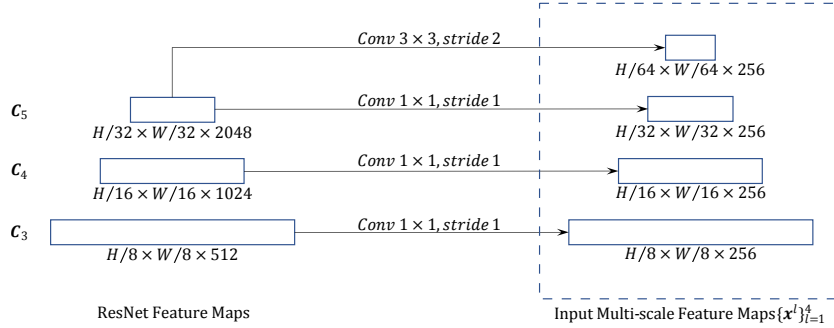 Conv 3 × 3, stride 2
H/64 × W/64 × 256
C₅ Conv 1 × 1, stride 1
H/32 × W/32 × 2048 H/32 × W/32 × 256
C₄ Conv 1 × 1, stride 1
H/16 × W/16 × 1024 H/16 × W/16 × 256
C₃ Conv 1 × 1, stride 1
H/8 × W/8 × 512 H/8 × W/8 × 256
ResNet Feature Maps Input Multi-scale Feature Maps{xˡ}⁴ₗ₌₁